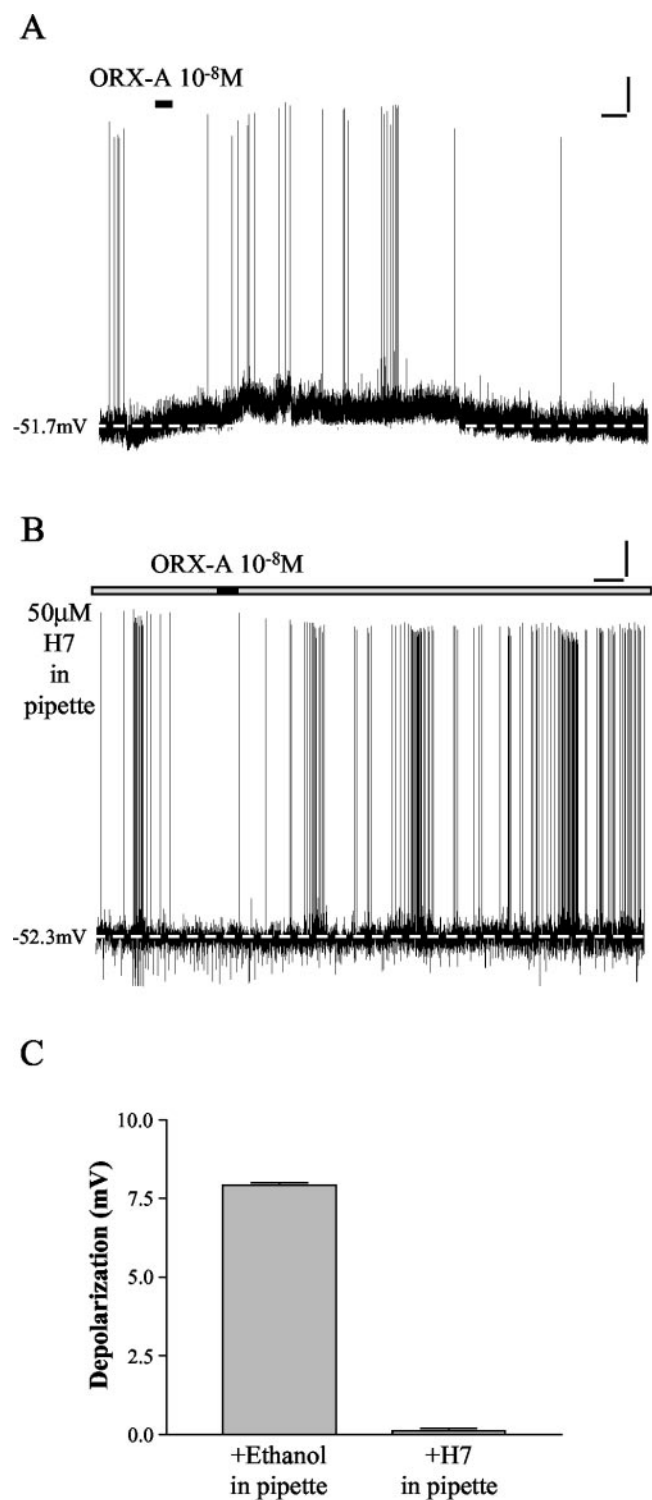 A
ORX-A 10⁻⁸M
-51.7mV
B
ORX-A 10⁻⁸M
50μM
H7
in
pipette
-52.3mV
C
Depolarization (mV)
10.0
7.5
5.0
2.5
0.0
+Ethanol
in pipette
+H7
in pipette